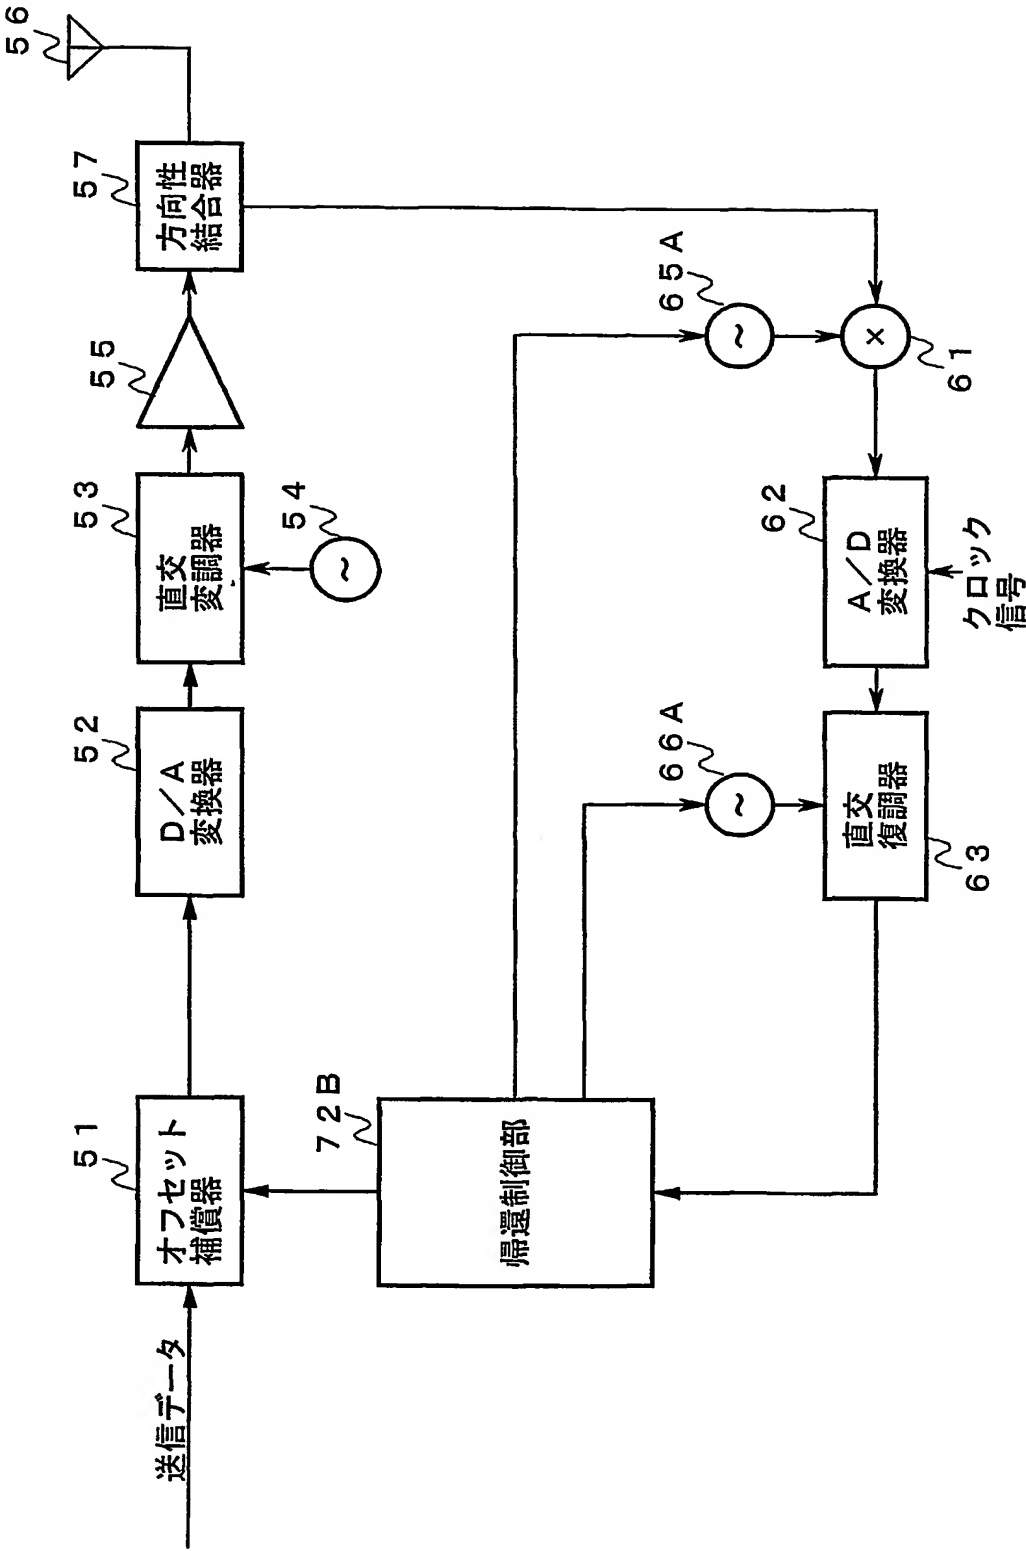 送信データ
51
オフセット
補償器
52
D/A
変換器
53
直交
変調器
54
55
57
方向性
結合器
56
72B
帰還制御部
65A
66A
61
62
A/D
変換器
クロック
信号
直交
復調器
63